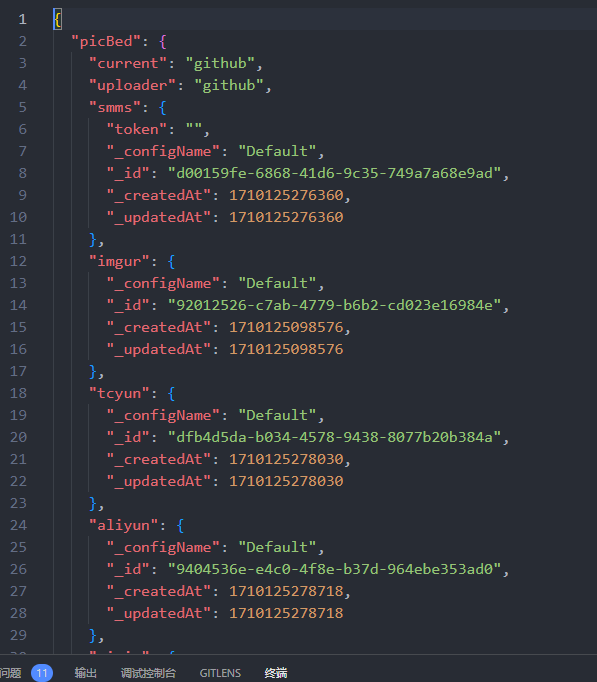 1 {
2 "picBed": {
3 "current": "github",
4 "uploader": "github",
5 "smms": {
6 "token": "",
7 "_configName": "Default",
8 "_id": "d00159fe-6868-41d6-9c35-749a7a68e9ad",
9 "_createdAt": 1710125276360,
10 "_updatedAt": 1710125276360
11 },
12 "imgur": {
13 "_configName": "Default",
14 "_id": "92012526-c7ab-4779-b6b2-cd023e16984e",
15 "_createdAt": 1710125098576,
16 "_updatedAt": 1710125098576
17 },
18 "tcyun": {
19 "_configName": "Default",
20 "_id": "dfb4d5da-b034-4578-9438-8077b20b384a",
21 "_createdAt": 1710125278030,
22 "_updatedAt": 1710125278030
23 },
24 "aliyun": {
25 "_configName": "Default",
26 "_id": "9404536e-e4c0-4f8e-b37d-964ebe353ad0",
27 "_createdAt": 1710125278718,
28 "_updatedAt": 1710125278718
29 },
问题 11 输出 调试控制台 GITLENS 终端